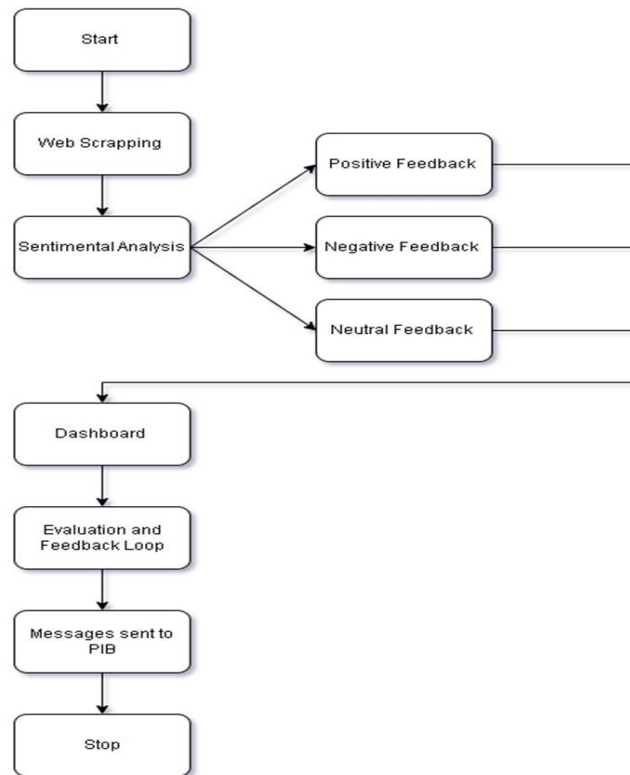 Start
Web Scrapping
Sentimental Analysis
Positive Feedback
Negative Feedback
Neutral Feedback
Dashboard
Evaluation and
Feedback Loop
Messages sent to
PIB
Stop